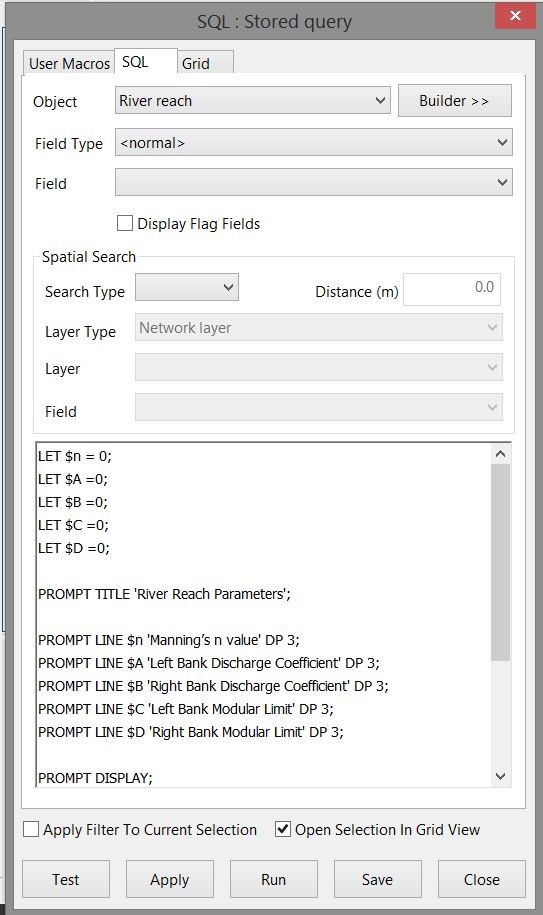 SQL : Stored query
User Macros SQL Grid
Object River reach Builder >>
Field Type <normal>
Field
Display Flag Fields
Spatial Search
Search Type Distance (m) 0.0
Layer Type Network layer
Layer
Field
LET $n = 0;
LET $A =0;
LET $B =0;
LET $C =0;
LET $D =0;
PROMPT TITLE 'River Reach Parameters';
PROMPT LINE $n 'Manning’s n value' DP 3;
PROMPT LINE $A 'Left Bank Discharge Coefficient' DP 3;
PROMPT LINE $B 'Right Bank Discharge Coefficient' DP 3;
PROMPT LINE $C 'Left Bank Modular Limit' DP 3;
PROMPT LINE $D 'Right Bank Modular Limit' DP 3;
PROMPT DISPLAY;
Apply Filter To Current Selection Open Selection In Grid View
Test Apply Run Save Close